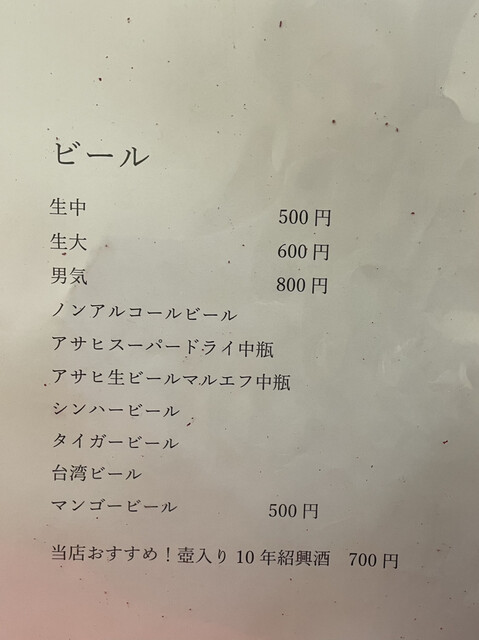 ビール
生中 500円
生大 600円
男気 800円
ノンアルコールビール
アサヒスーパードライ中瓶
アサヒ生ビールマルエフ中瓶
シンハービール
タイガービール
台湾ビール
マンゴービール 500円
当店おすすめ！壺入り10年紹興酒 700円